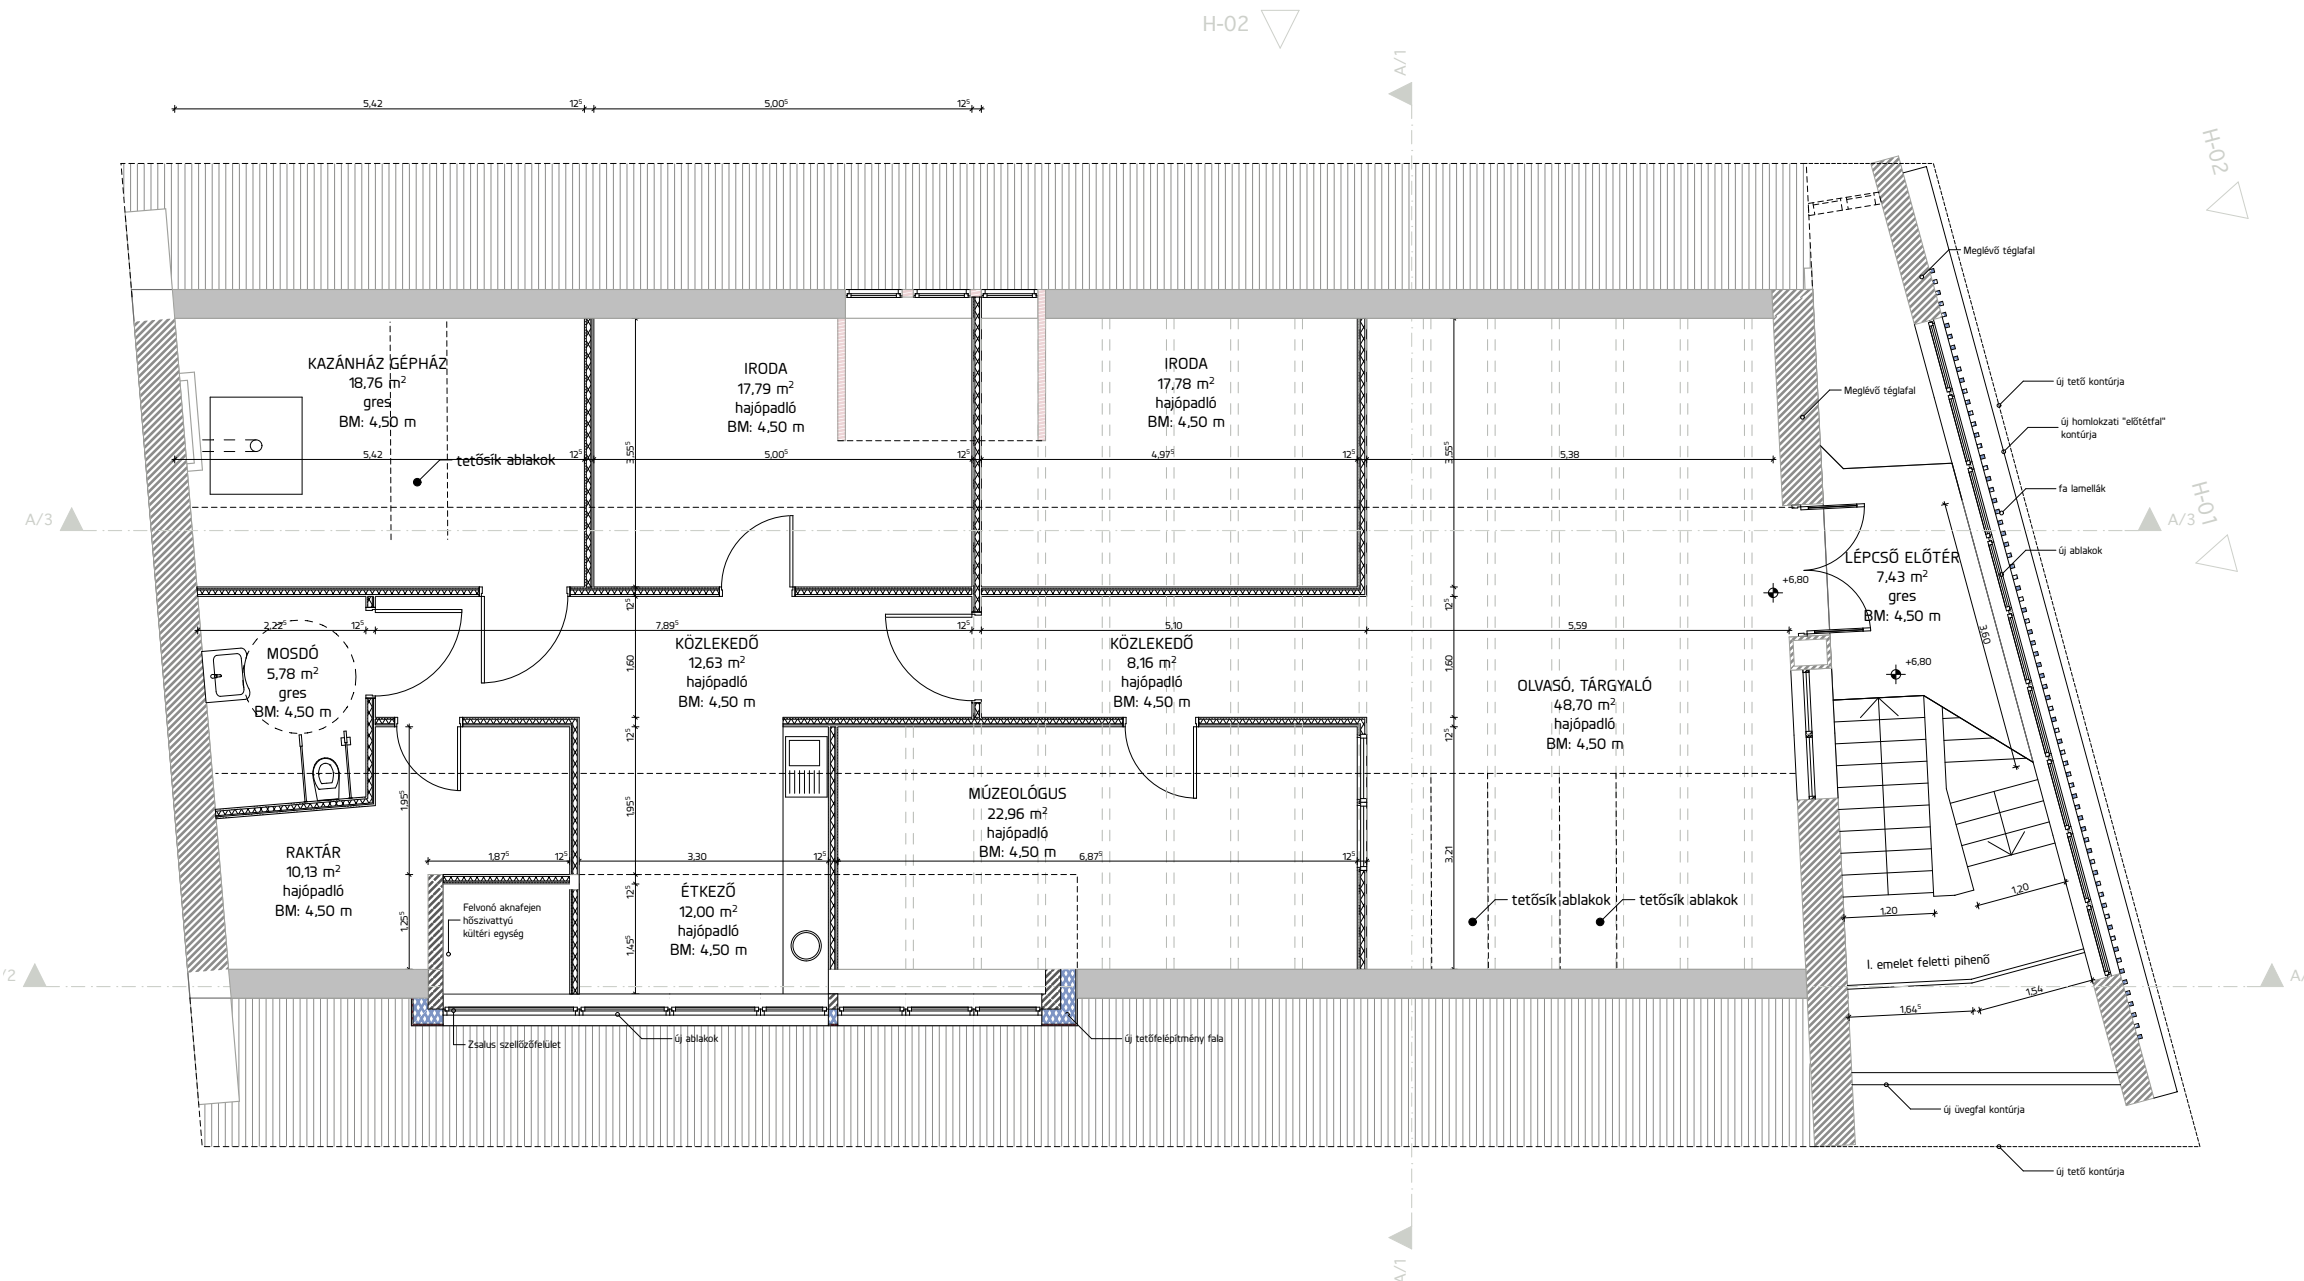 H-02
A/1
5,42
12⁵
5,00⁵
12⁵
H-02
Meglévő téglafal
KAZÁNHÁZ GÉPHÁZ
18,76 m²
gres
BM: 4,50 m
IRODA
17,79 m²
hajópadló
BM: 4,50 m
IRODA
17,78 m²
hajópadló
BM: 4,50 m
Meglévő téglafal
új tető kontúrja
új homlokzati "előtétfal"
kontúrja
5,42
12⁵
3,55⁵
5,00⁵
12⁵
4,97⁵
12⁵
3,55⁵
5,38
tetősík ablakok
fa lamellák
H-01
A/3
A/3
új ablakok
LÉPCSŐ ELŐTÉR
7,43 m²
gres
BM: 4,50 m
+6,80
12⁵
12⁵
2,22⁵
12⁵
7,89⁵
12⁵
5,10
5,59
3,60
MOSDÓ
5,78 m²
gres
BM: 4,50 m
KÖZLEKEDŐ
12,63 m²
hajópadló
BM: 4,50 m
1,60
KÖZLEKEDŐ
8,16 m²
hajópadló
BM: 4,50 m
1,60
+6,80
OLVASÓ, TÁRGYALÓ
48,70 m²
hajópadló
BM: 4,50 m
12⁵
12⁵
1,95⁵
1,95⁵
MÚZEOLÓGUS
22,96 m²
hajópadló
BM: 4,50 m
RAKTÁR
10,13 m²
hajópadló
BM: 4,50 m
1,87⁵
12⁵
3,30
12⁵
6,87⁵
12⁵
3,21
ÉTKEZŐ
12,00 m²
hajópadló
BM: 4,50 m
12⁵
1,25⁵
1,45⁵
Felvonó aknafejen
hőszivattyú
kültéri egység
tetősík ablakok
tetősík ablakok
1,20
1,20
I. emelet feletti pihenő
1,64⁵
1,54
/2
A/
Zsalus szellőzőfelület
új ablakok
új tetőfelépítmény fala
új üvegfal kontúrja
új tető kontúrja
A/1